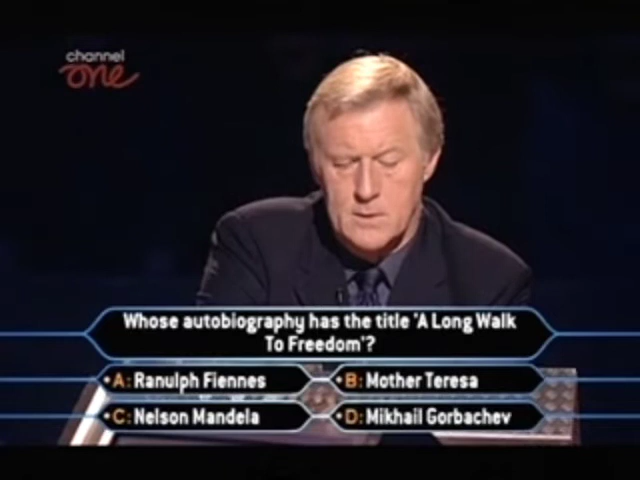 channel
one
Whose autobiography has the title 'A Long Walk
To Freedom'?
A: Ranulph Fiennes
B: Mother Teresa
C: Nelson Mandela
D: Mikhail Gorbachev